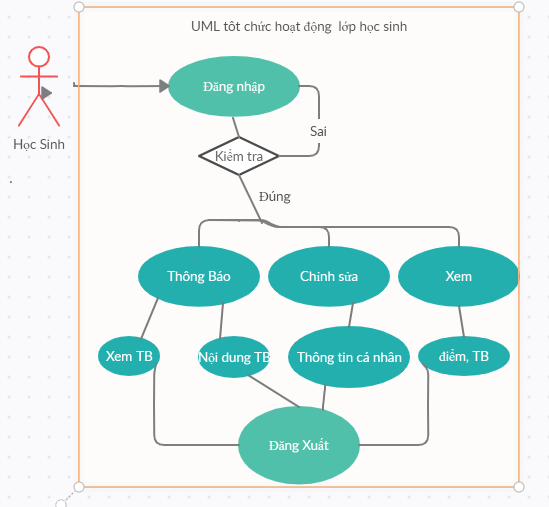 UML tôt chức hoạt động lớp học sinh
Đăng nhập
Sai
Học Sinh
Kiểm tra
Đúng
Thông Báo
Chỉnh sửa
Xem
Xem TB
Nội dung TB
Thông tin cá nhân
điểm, TB
Đăng Xuất